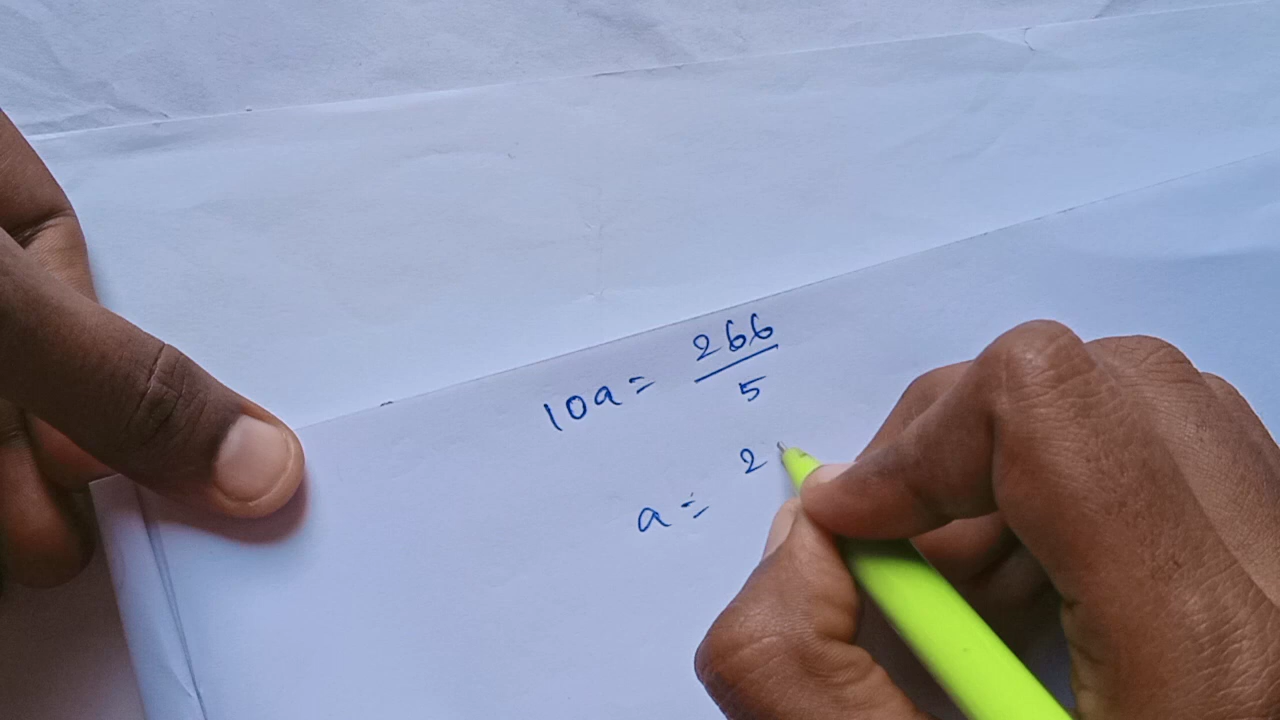 10a = 266/5
a = 2